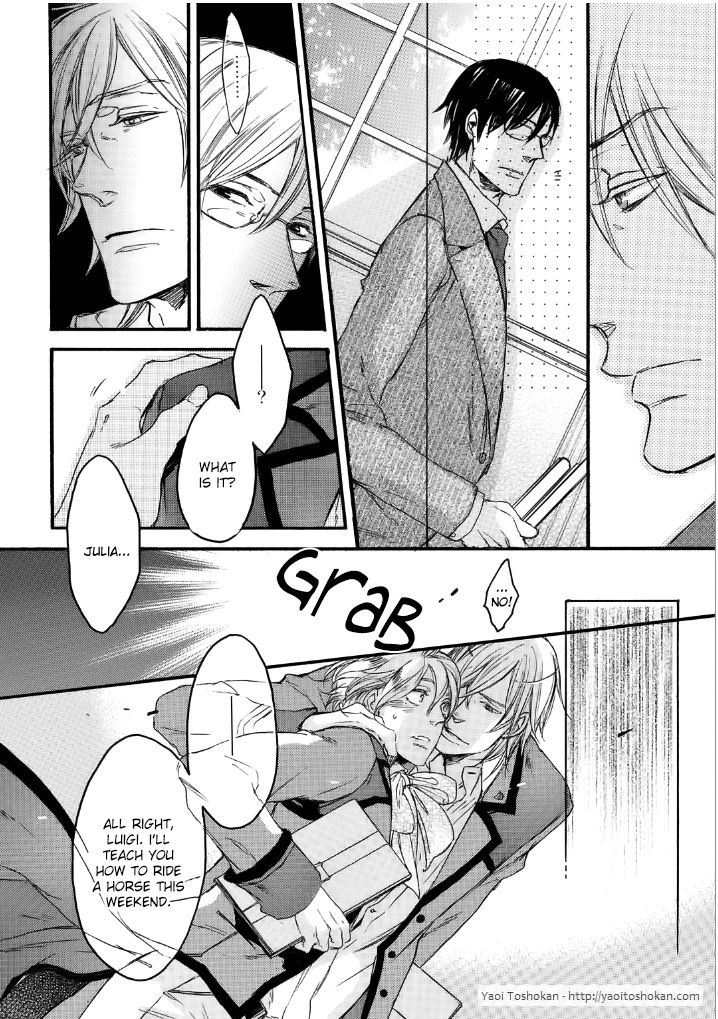 ?
WHAT
IS IT?
JULIA...
...
NO!
GraB
ALL RIGHT,
LUIGI. I'LL
TEACH YOU
HOW TO RIDE
A HORSE THIS
WEEKEND.
Yaoi Toshokan - http://yaoitoshokan.com